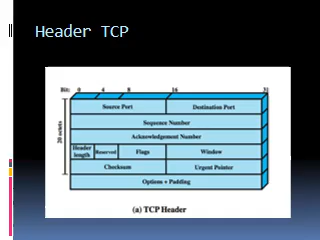 Header TCP
Bit: 0 4 8 16 31
Source Port Destination Port
Sequence Number
Acknowledgement Number
Header length Reserved Flags Window
Checksum Urgent Pointer
Options + Padding
20 octets
(a) TCP Header